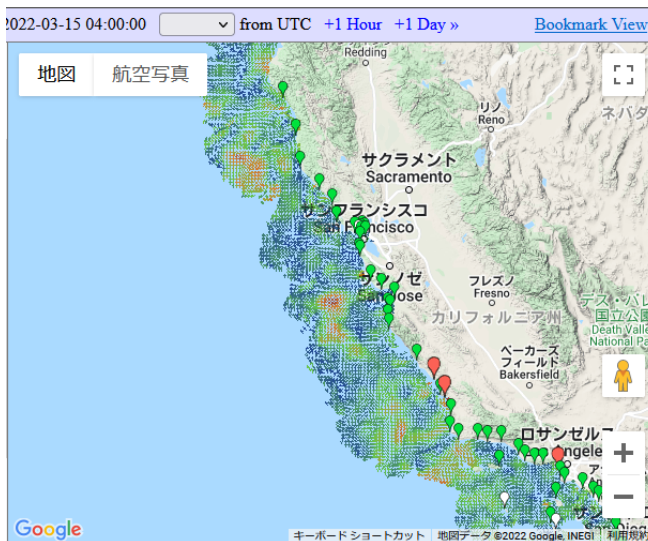 2022-03-15 04:00:00 from UTC +1 Hour +1 Day » Bookmark View
地図 航空写真
Redding
リノ
Reno
ネバダ
サクラメント
Sacramento
サンフランシスコ
San Francisco
サンノゼ
San Jose
フレズノ
Fresno
カリフォルニア州
デス・バレ
国立公園
Death Valle
National Pa
ベーカーズ
フィールド
Bakersfield
ロサンゼルス
Angele
San Diego
Google
キーボード ショートカット 地図データ ©2022 Google, INEGI 利用規約